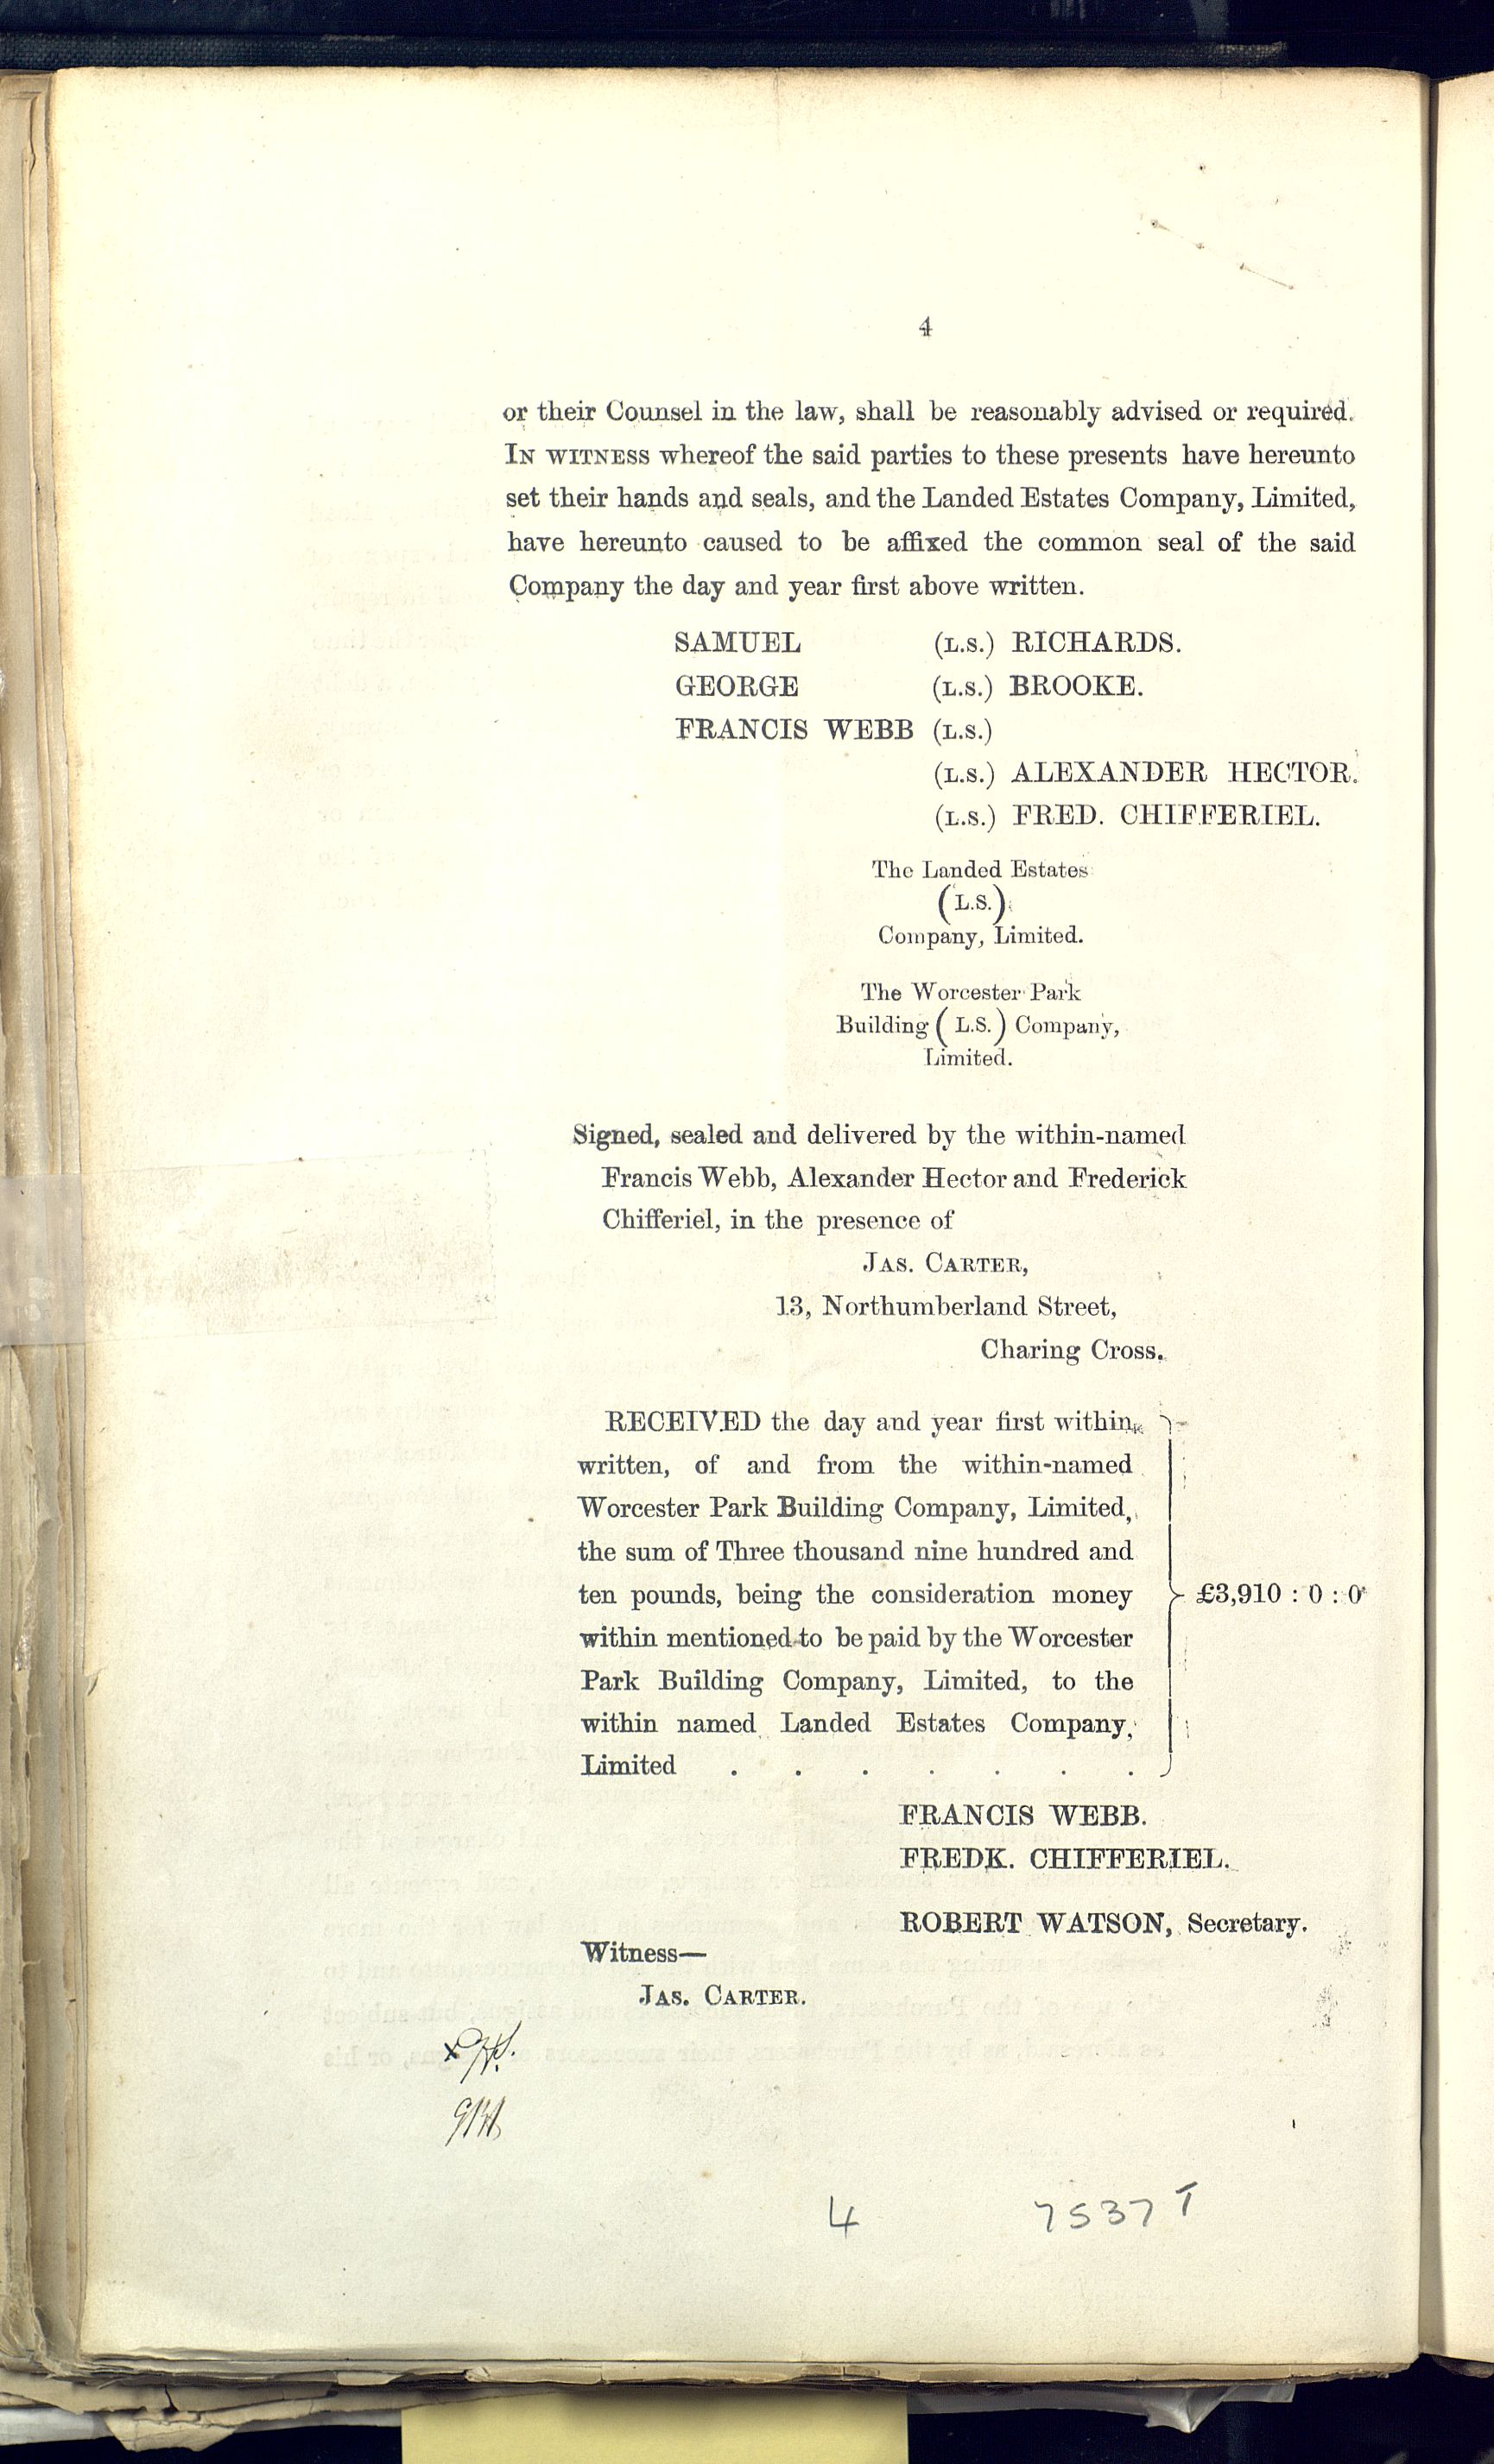 4
or their Counsel in the law, shall be reasonably advised or required.
IN WITNESS whereof the said parties to these presents have hereunto
set their hands and seals, and the Landed Estates Company, Limited,
have hereunto caused to be affixed the common seal of the said
Company the day and year first above written.
SAMUEL (L.S.) RICHARDS.
GEORGE (L.S.) BROOKE.
FRANCIS WEBB (L.S.)
(L.S.) ALEXANDER HECTOR.
(L.S.) FRED. CHIFFERIEL.
The Landed Estates
(L.S.)
Company, Limited.
The Worcester Park
Building (L.S.) Company,
Limited.
Signed, sealed and delivered by the within-named
Francis Webb, Alexander Hector and Frederick
Chifferiel, in the presence of
JAS. CARTER,
13, Northumberland Street,
Charing Cross.
RECEIVED the day and year first within
written, of and from the within-named
Worcester Park Building Company, Limited,
the sum of Three thousand nine hundred and
ten pounds, being the consideration money £3,910 : 0 : 0
within mentioned to be paid by the Worcester
Park Building Company, Limited, to the
within named Landed Estates Company,
Limited . . . . . . .
FRANCIS WEBB.
FREDK. CHIFFERIEL.
ROBERT WATSON, Secretary.
Witness—
JAS. CARTER.
4 7537 T